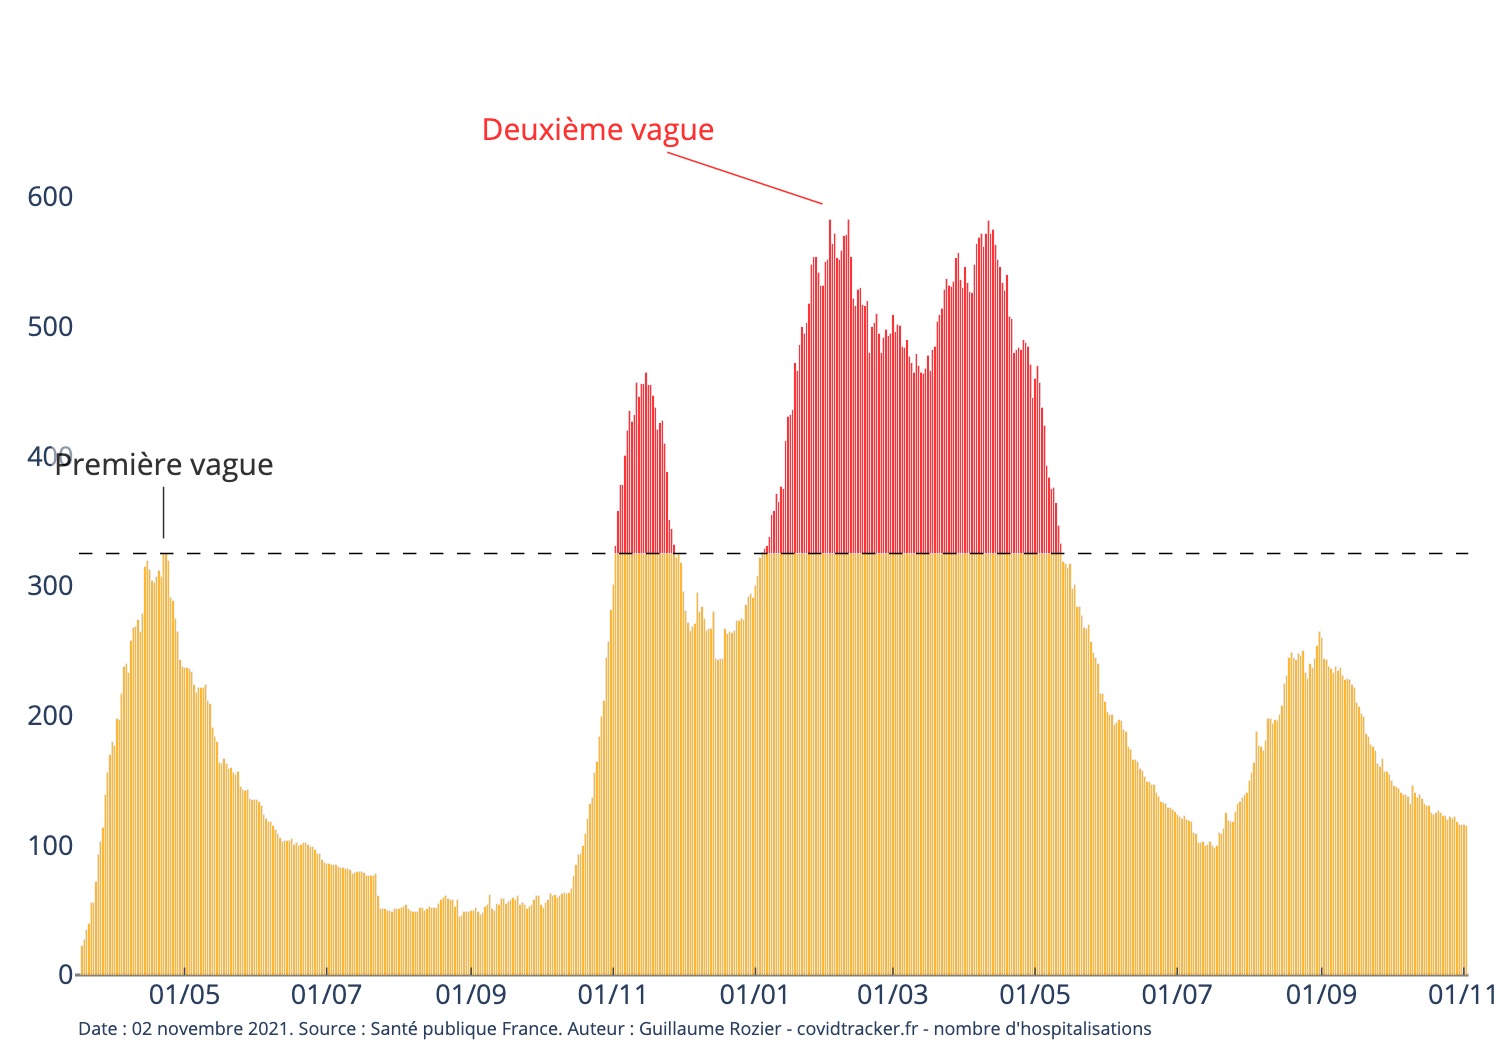 Deuxième vague
600
500
400
Première vague
300
200
100
0
01/05 01/07 01/09 01/11 01/01 01/03 01/05 01/07 01/09 01/11
Date : 02 novembre 2021. Source : Santé publique France. Auteur : Guillaume Rozier - covidtracker.fr - nombre d'hospitalisations